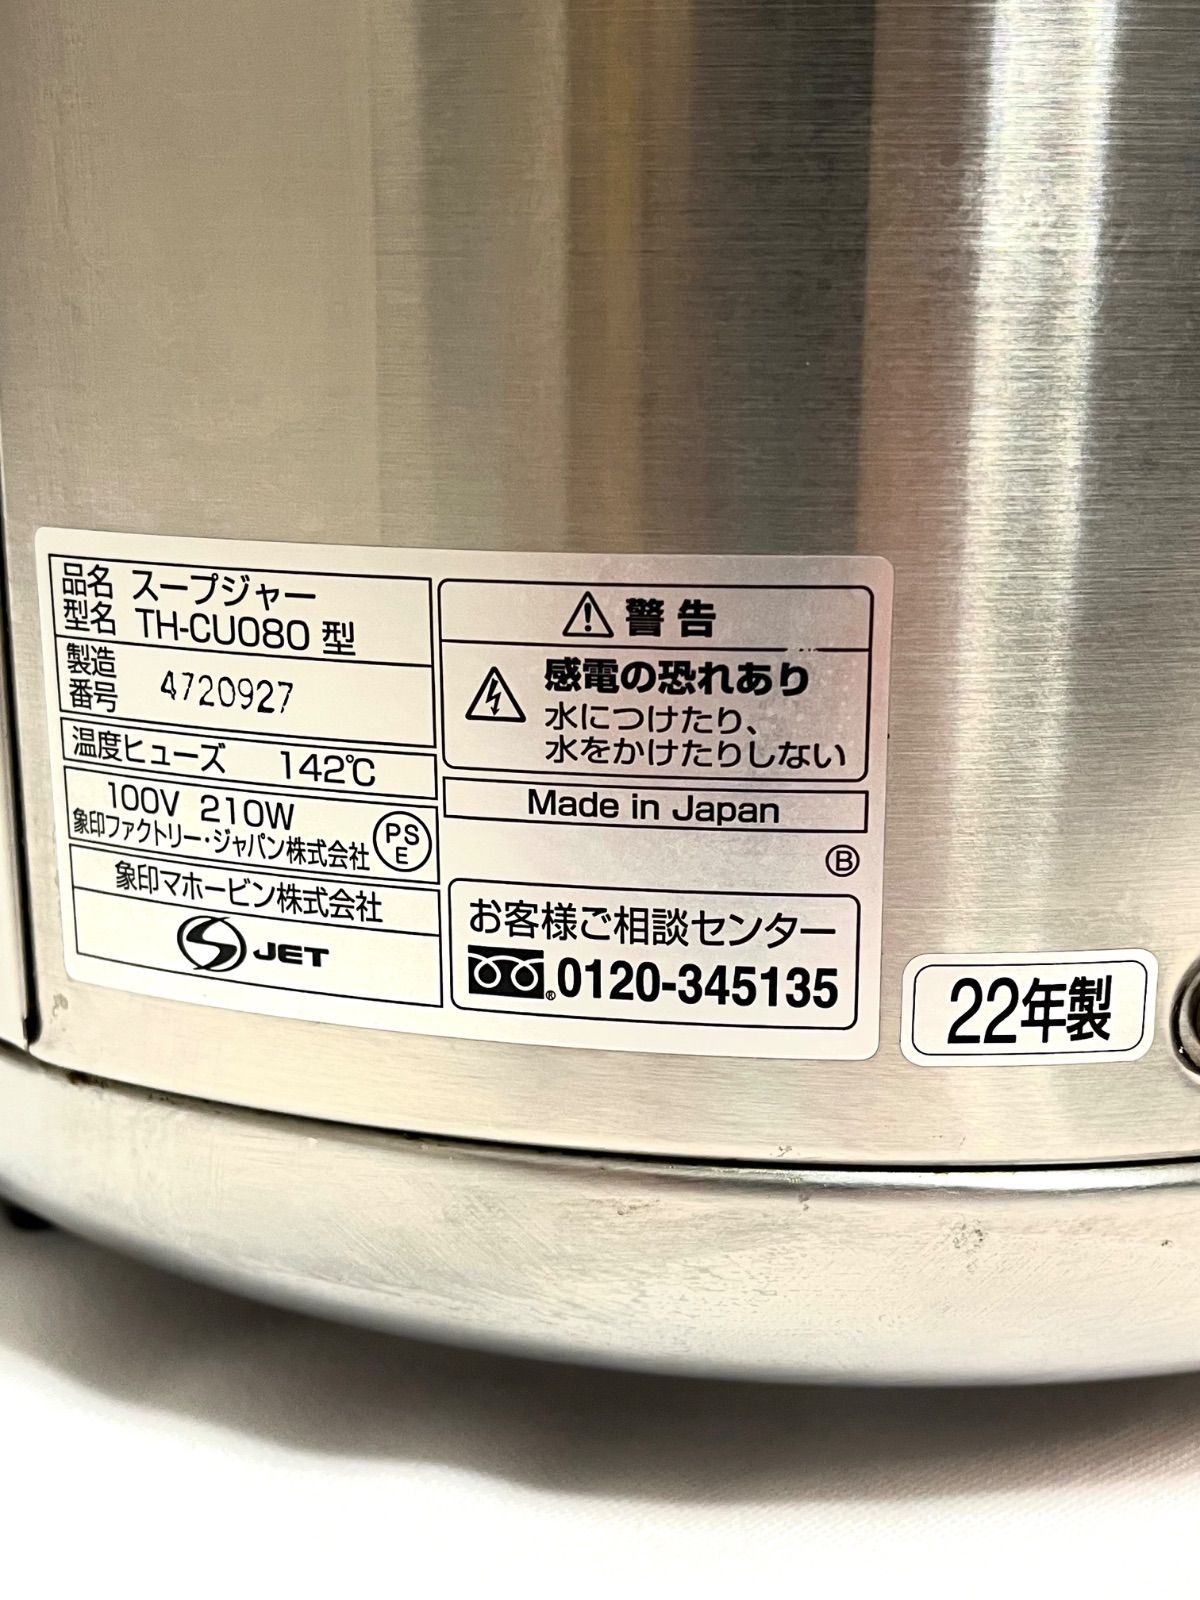 品名 スープジャー
型名 TH-CU080 型
製造
番号 4720927
温度ヒューズ 142℃
100V 210W
象印ファクトリー・ジャパン株式会社
PS
E
象印マホービン株式会社
S JET
警告
感電の恐れあり
水につけたり、
水をかけたりしない
Made in Japan
Ⓑ
お客様ご相談センター
®0120-345135
22年製